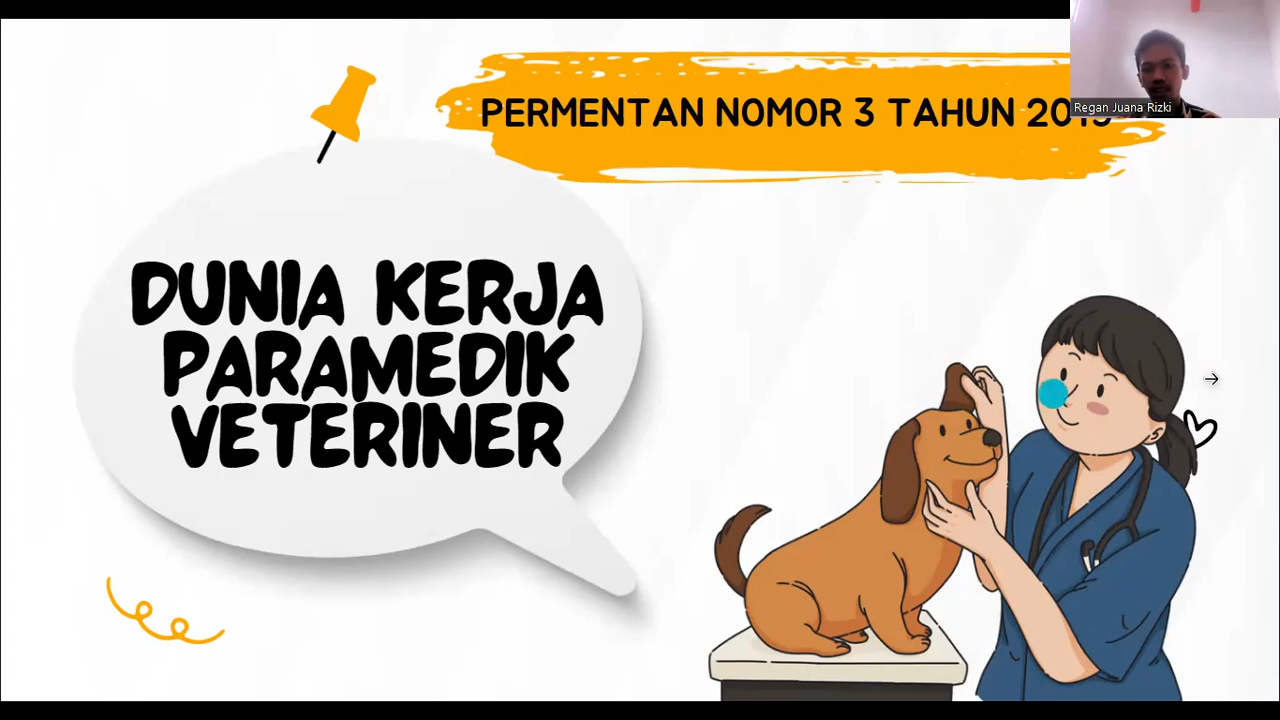 PERMENTAN NOMOR 3 TAHUN
Regan Juana Rizki
DUNIA KERJA
PARAMEDIK
VETERINER